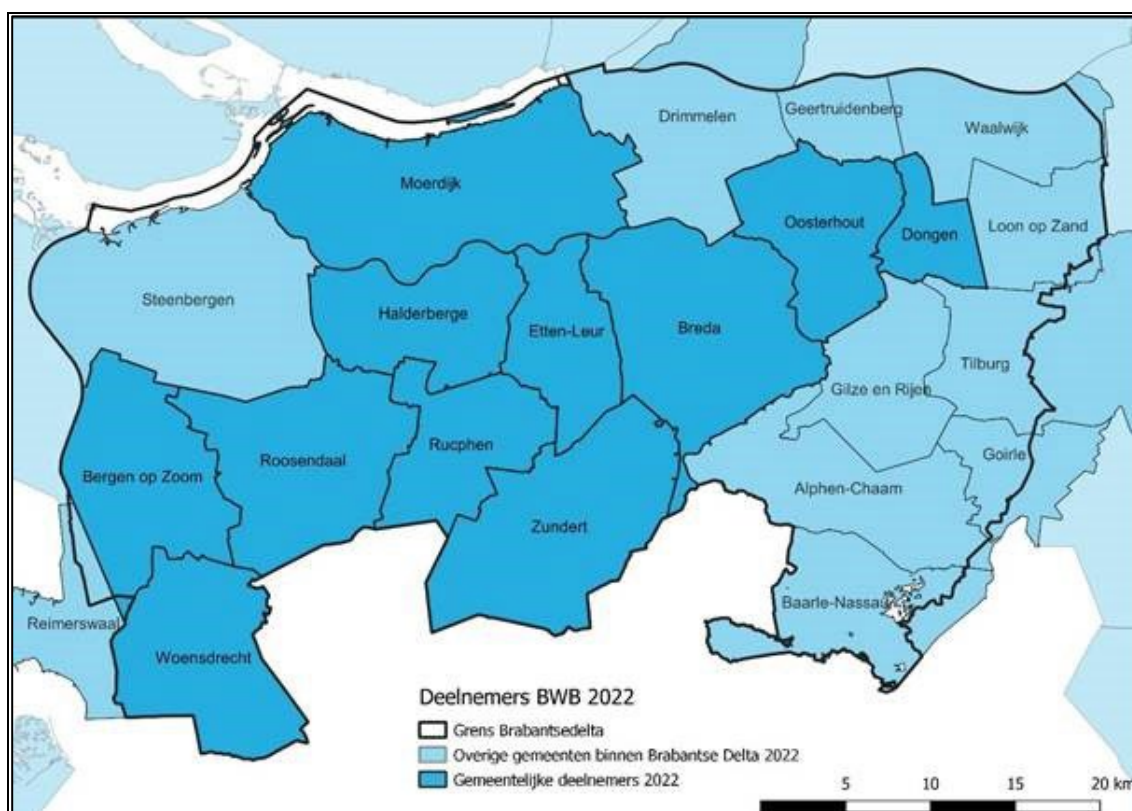 Drimmelen
Geertruidenberg
Waalwijk
Moerdijk
Oosterhout
Dongen
Loon op Zand
Steenbergen
Halderberge
Etten-Leur
Breda
Tilburg
Gilze en Rijen
Rucphen
Goirle
Roosendaal
Bergen op Zoom
Alphen-Chaam
Zundert
Baarle-Nassau
Reimerswaal
Woensdrecht
Deelnemers BWB 2022
Grens Brabantsedelta
Overige gemeenten binnen Brabantse Delta 2022
Gemeentelijke deelnemers 2022
5 10 15 20 km